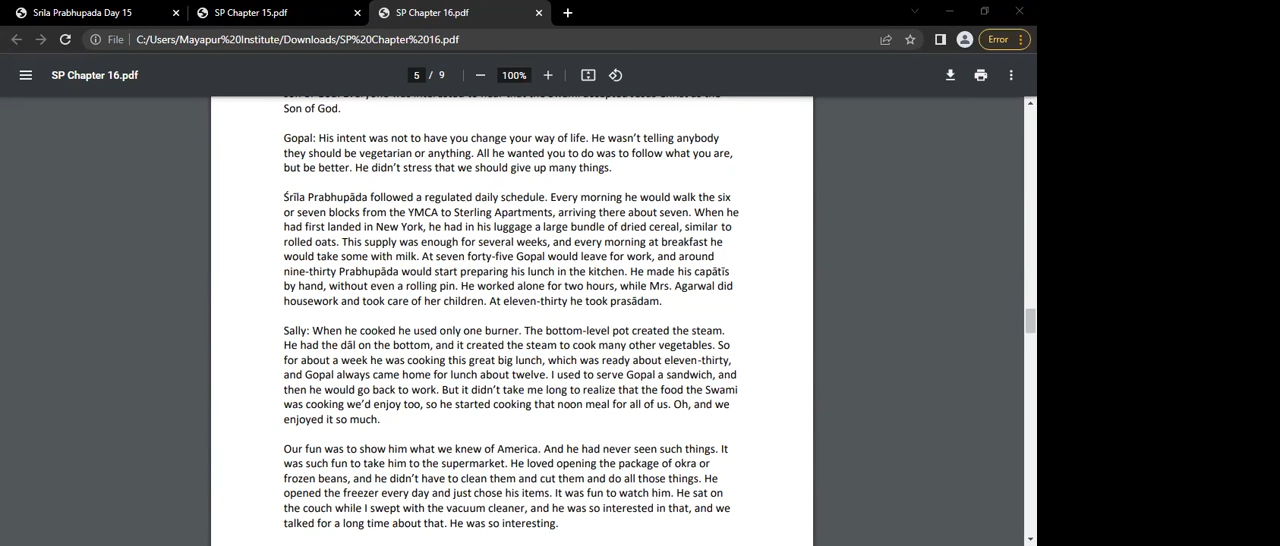 Srila Prabhupada Day 15
SP Chapter 15.pdf
SP Chapter 16.pdf
File
C:/Users/Mayapur%20Institute/Downloads/SP%20Chapter%2016.pdf
Error
SP Chapter 16.pdf
5 / 9
100%
Son of God.
Gopal: His intent was not to have you change your way of life. He wasn't telling anybody
they should be vegetarian or anything. All he wanted you to do was to follow what you are,
but be better. He didn't stress that we should give up many things.
Śrīla Prabhupāda followed a regulated daily schedule. Every morning he would walk the six
or seven blocks from the YMCA to Sterling Apartments, arriving there about seven. When he
had first landed in New York, he had in his luggage a large bundle of dried cereal, similar to
rolled oats. This supply was enough for several weeks, and every morning at breakfast he
would take some with milk. At seven forty-five Gopal would leave for work, and around
nine-thirty Prabhupāda would start preparing his lunch in the kitchen. He made his capātīs
by hand, without even a rolling pin. He worked alone for two hours, while Mrs. Agarwal did
housework and took care of her children. At eleven-thirty he took prasādam.
Sally: When he cooked he used only one burner. The bottom-level pot created the steam.
He had the dāl on the bottom, and it created the steam to cook many other vegetables. So
for about a week he was cooking this great big lunch, which was ready about eleven-thirty,
and Gopal always came home for lunch about twelve. I used to serve Gopal a sandwich, and
then he would go back to work. But it didn't take me long to realize that the food the Swami
was cooking we'd enjoy too, so he started cooking that noon meal for all of us. Oh, and we
enjoyed it so much.
Our fun was to show him what we knew of America. And he had never seen such things. It
was such fun to take him to the supermarket. He loved opening the package of okra or
frozen beans, and he didn't have to clean them and cut them and do all those things. He
opened the freezer every day and just chose his items. It was fun to watch him. He sat on
the couch while I swept with the vacuum cleaner, and he was so interested in that, and we
talked for a long time about that. He was so interesting.